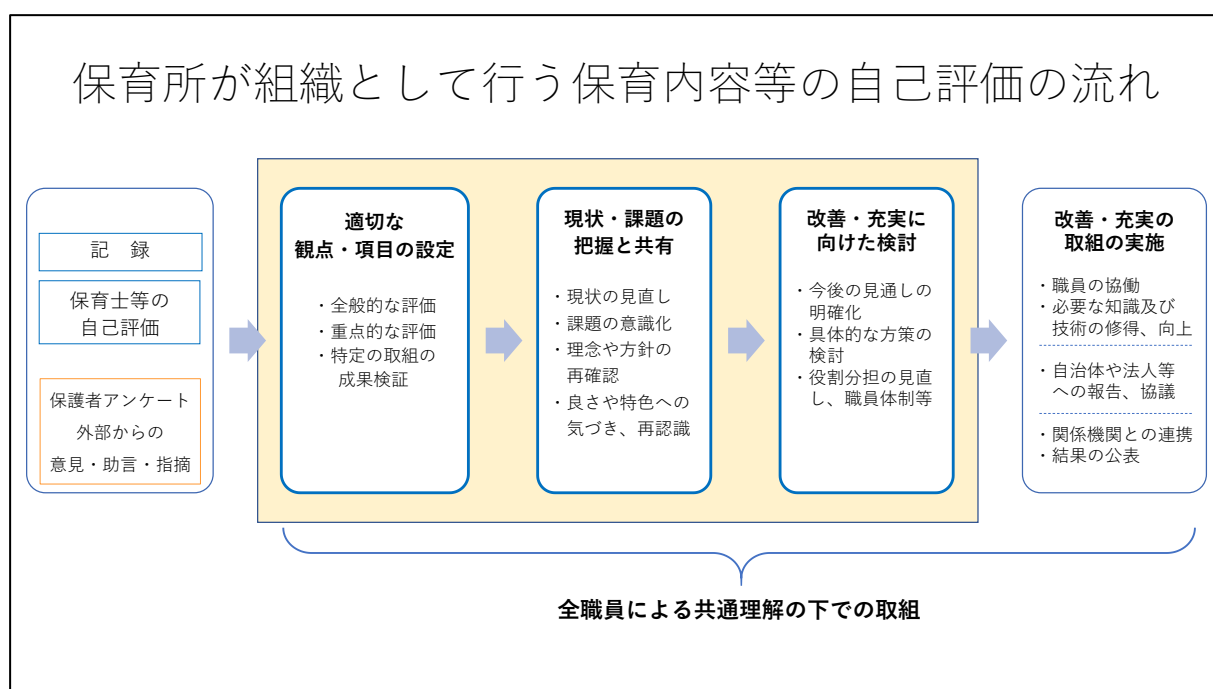 保育所が組織として行う保育内容等の自己評価の流れ
記　録
保育士等の
自己評価
保護者アンケート
外部からの
意見・助言・指摘
適切な
観点・項目の設定
・全般的な評価
・重点的な評価
・特定の取組の
成果検証
現状・課題の
把握と共有
・現状の見直し
・課題の意識化
・理念や方針の
再確認
・良さや特色への
気づき、再認識
改善・充実に
向けた検討
・今後の見通しの
明確化
・具体的な方策の
検討
・役割分担の見直
し、職員体制等
改善・充実の
取組の実施
・職員の協働
・必要な知識及び
技術の修得、向上
・自治体や法人等
への報告、協議
・関係機関との連携
・結果の公表
全職員による共通理解の下での取組